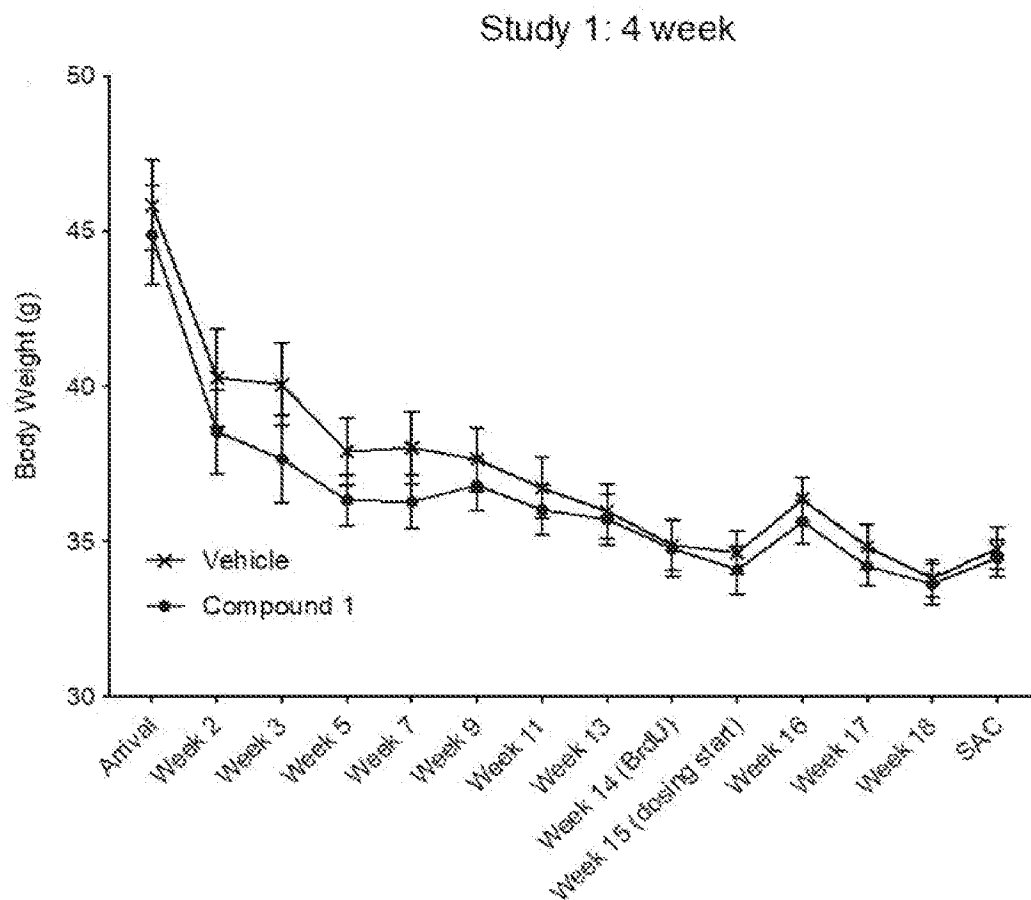 Study 1: 4 week
50
45
40
35
30
Body Weight (g)
Vehicle
Compound 1
Arrival
Week 2
Week 3
Week 5
Week 7
Week 9
Week 11
Week 13
Week 14 (BrdU)
Week 15 (dosing start)
Week 16
Week 17
Week 18
SAC